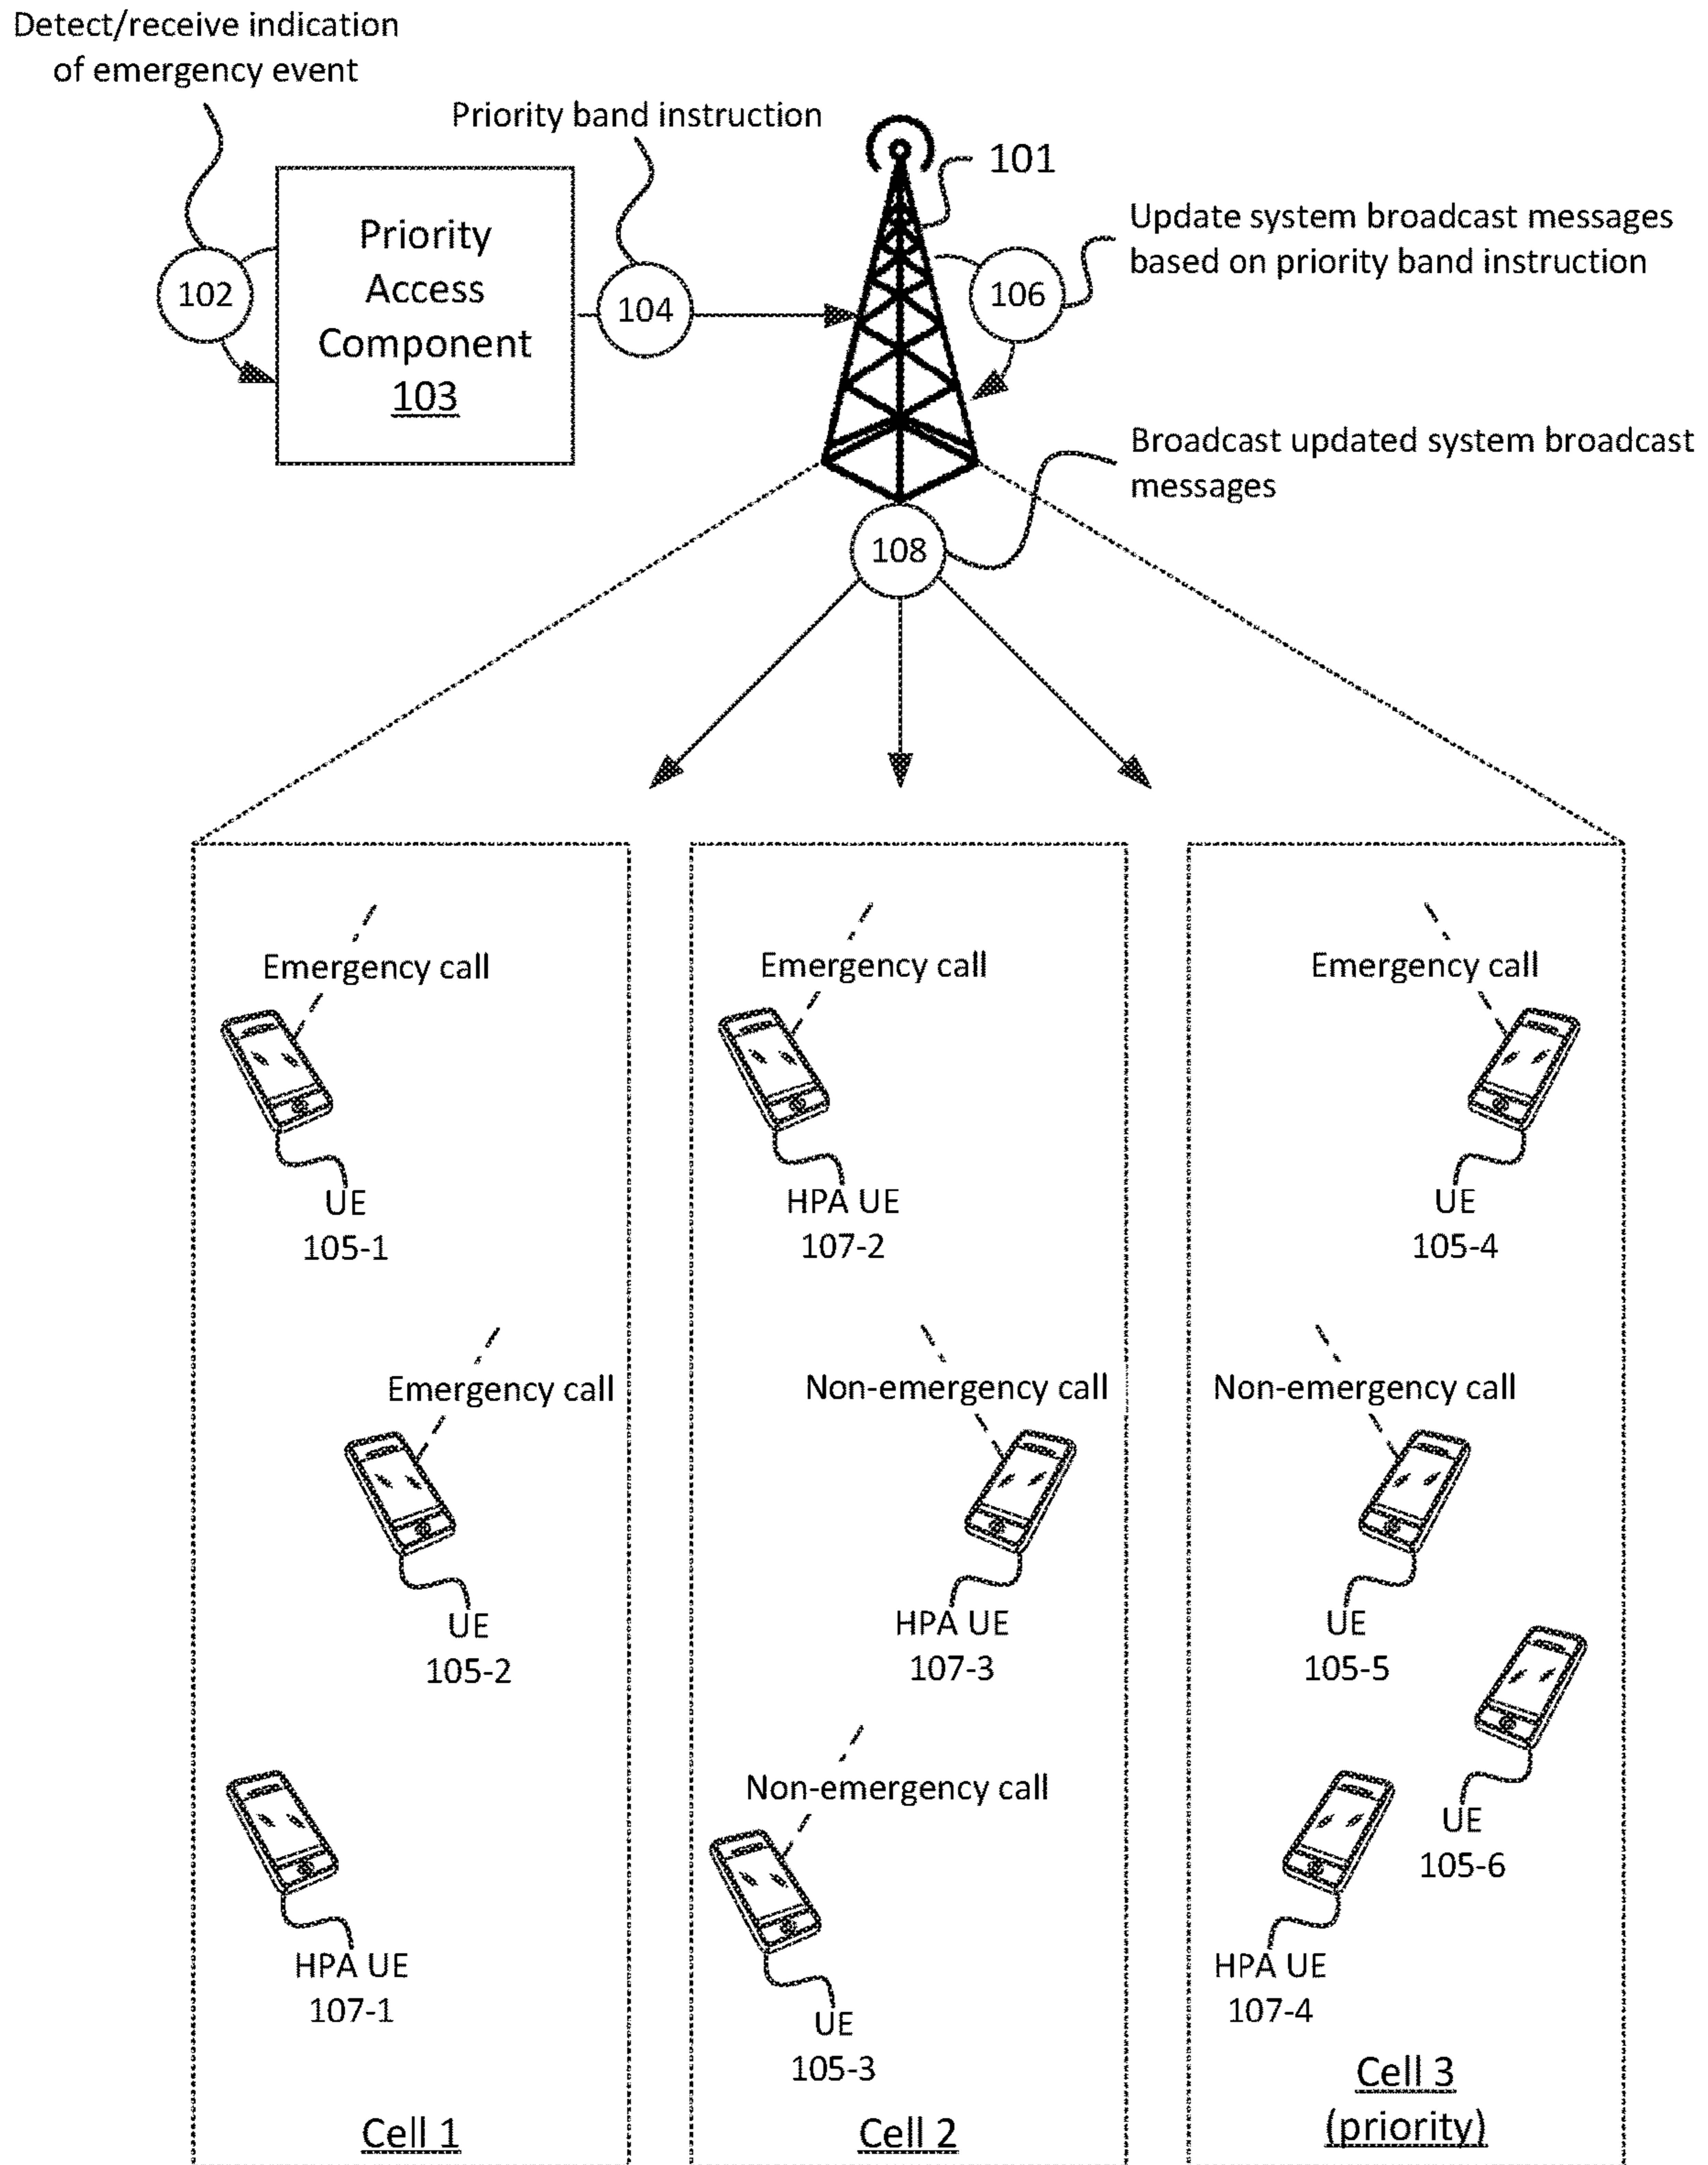 Detect/receive indication
of emergency event
Priority band instruction
101
Update system broadcast messages
based on priority band instruction
102
Priority
Access
Component
103
104
106
Broadcast updated system broadcast
messages
108
Emergency call
UE
105-1
Emergency call
UE
105-2
HPA UE
107-1
Cell 1
Emergency call
HPA UE
107-2
Non-emergency call
HPA UE
107-3
Non-emergency call
UE
105-3
Cell 2
Emergency call
UE
105-4
Non-emergency call
UE
105-5
UE
105-6
HPA UE
107-4
Cell 3
(priority)